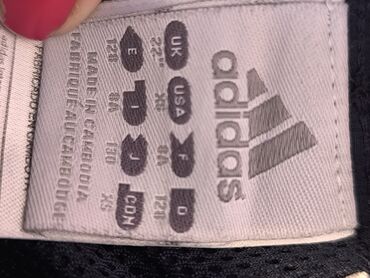 adidas
UK USA F D
22" XS 8A 128
E I J CDN
128 8A 130 XS
MADE IN CAMBODIA
FABRIQUÉ AU CAMBODGE